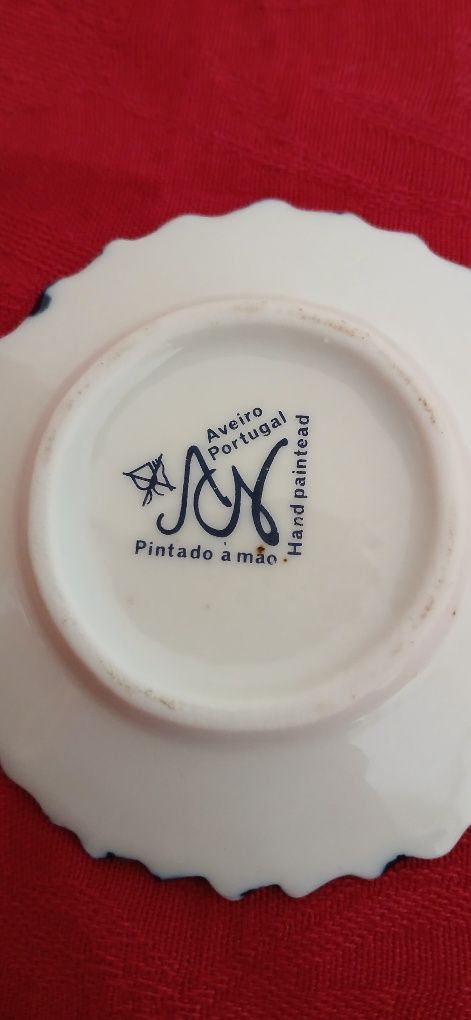 Aveiro
Portugal
AN
Pintado à mão
Hand paintead